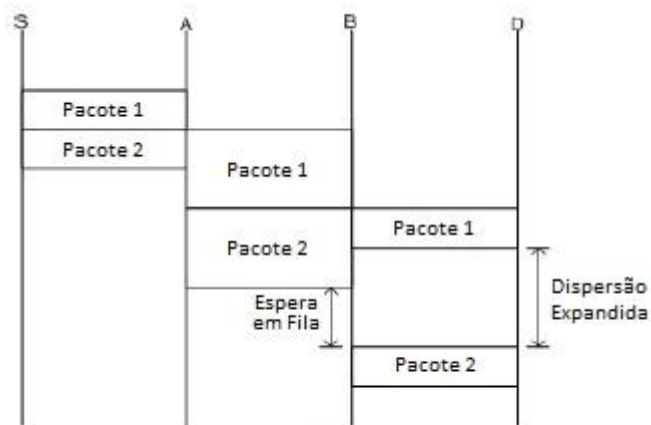 S A B D
Pacote 1
Pacote 2
Pacote 1
Pacote 2
Pacote 1
Espera
em Fila
Dispersão
Expandida
Pacote 2